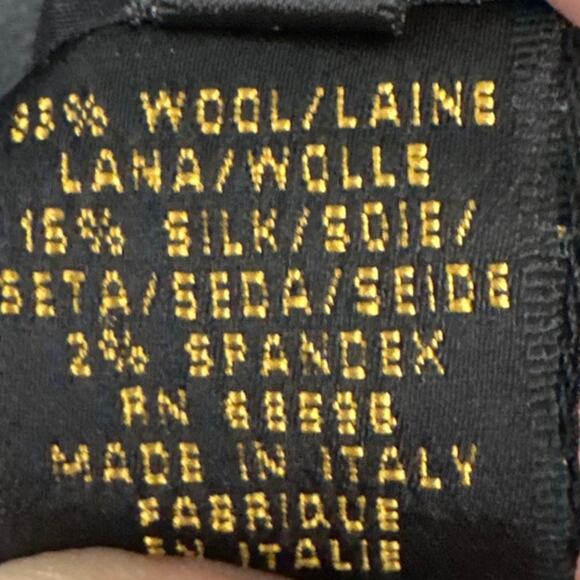 83% WOOL/LAINE
LANA/WOLLE
15% SILK/SOIE/
SETA/SEDA/SEIDE
2% SPANDEX
RN
MADE IN ITALY
FABRIQUE
EN ITALIE